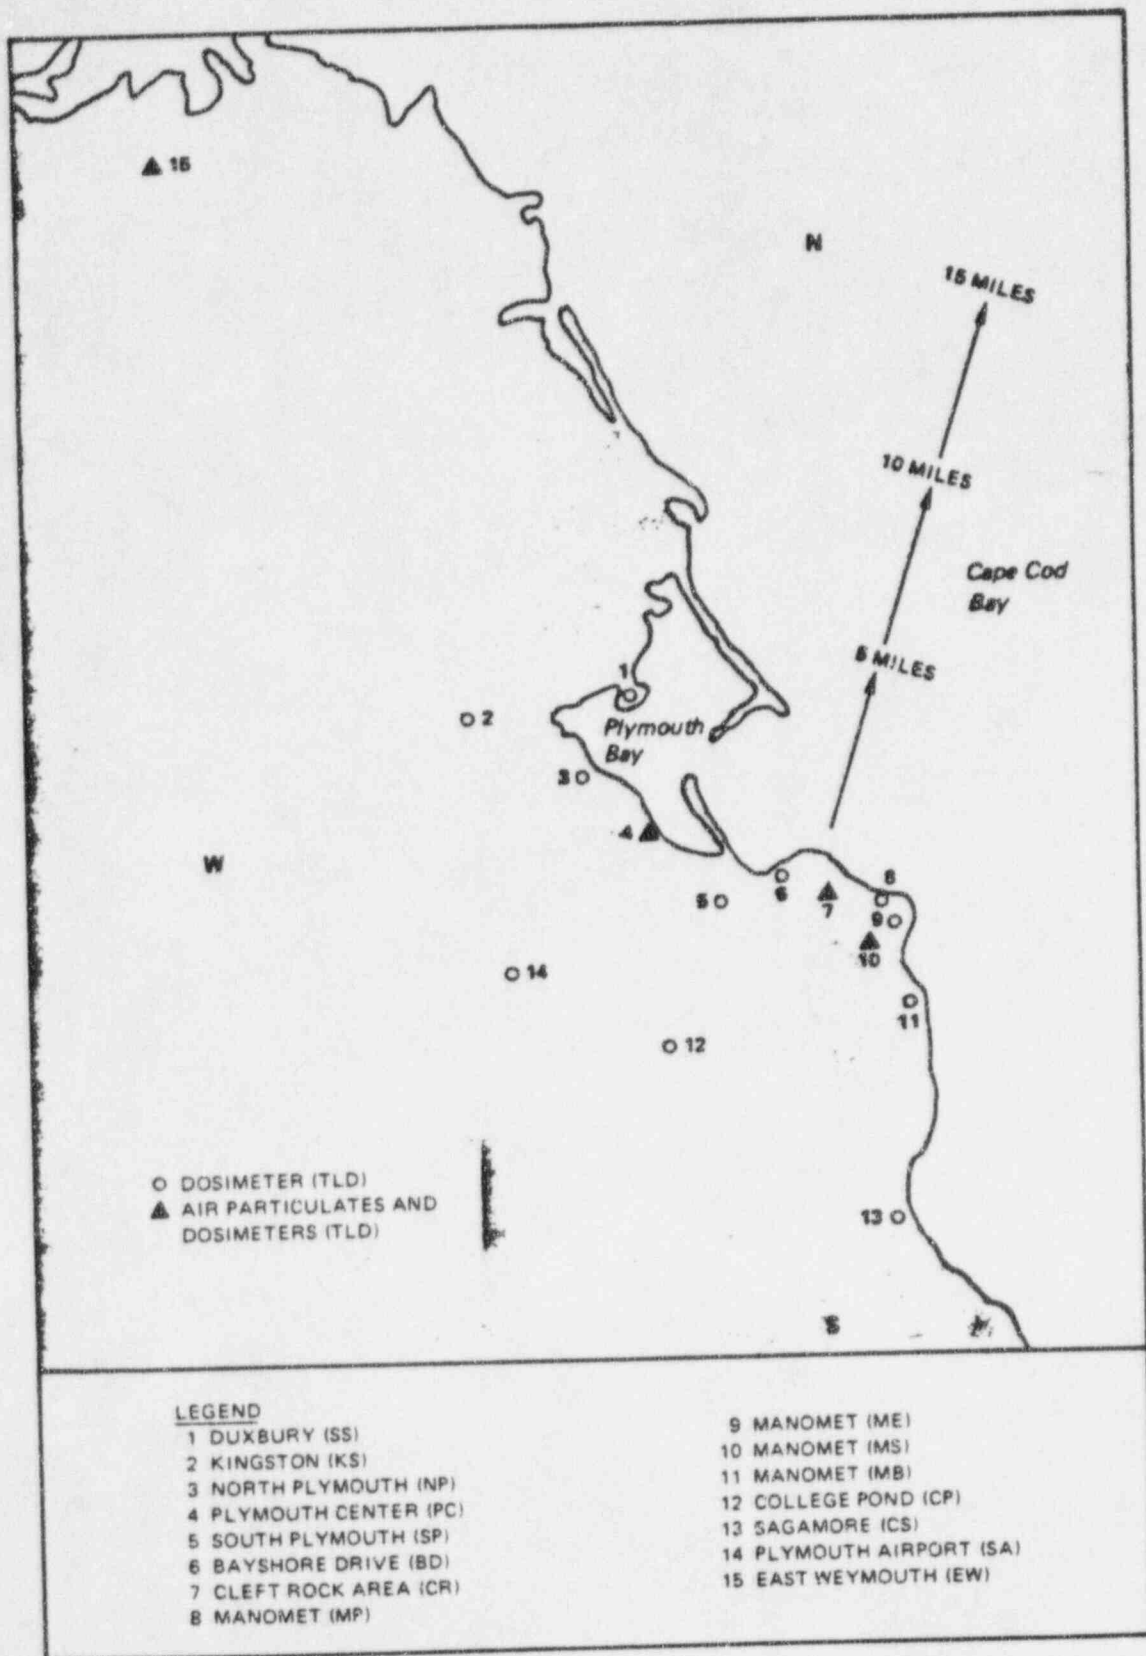 15
N
15 MILES
10 MILES
Cape Cod
Bay
5 MILES
1
2
Plymouth
Bay
3
4
W
8
5
6
7
9
10
14
11
12
O DOSIMETER (TLD)
▲ AIR PARTICULATES AND
DOSIMETERS (TLD)
13
S
LEGEND
1 DUXBURY (SS)
2 KINGSTON (KS)
3 NORTH PLYMOUTH (NP)
4 PLYMOUTH CENTER (PC)
5 SOUTH PLYMOUTH (SP)
6 BAYSHORE DRIVE (BD)
7 CLEFT ROCK AREA (CR)
8 MANOMET (MP)
9 MANOMET (ME)
10 MANOMET (MS)
11 MANOMET (MB)
12 COLLEGE POND (CP)
13 SAGAMORE (CS)
14 PLYMOUTH AIRPORT (SA)
15 EAST WEYMOUTH (EW)